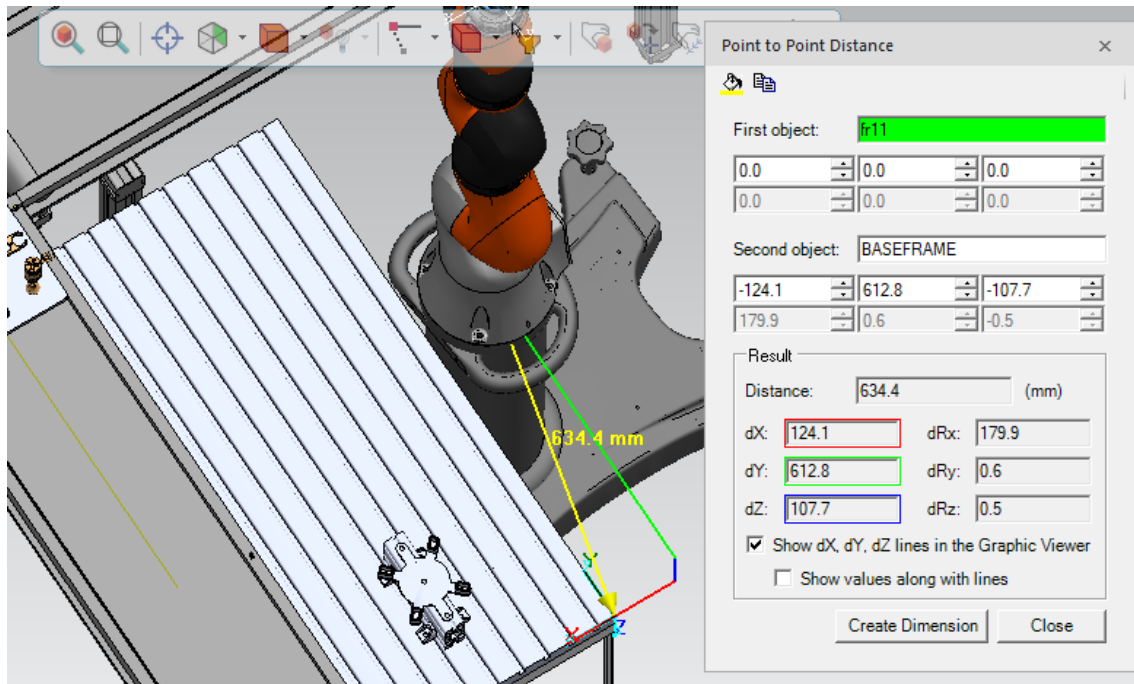 Point to Point Distance
First object: fr11
0.0 0.0 0.0
0.0 0.0 0.0
Second object: BASEFRAME
-124.1 612.8 -107.7
179.9 0.6 -0.5
Result
Distance: 634.4 (mm)
dX: 124.1 dRx: 179.9
dY: 612.8 dRy: 0.6
dZ: 107.7 dRz: 0.5
Show dX, dY, dZ lines in the Graphic Viewer
Show values along with lines
Create Dimension Close
634.4 mm
Y
X Z